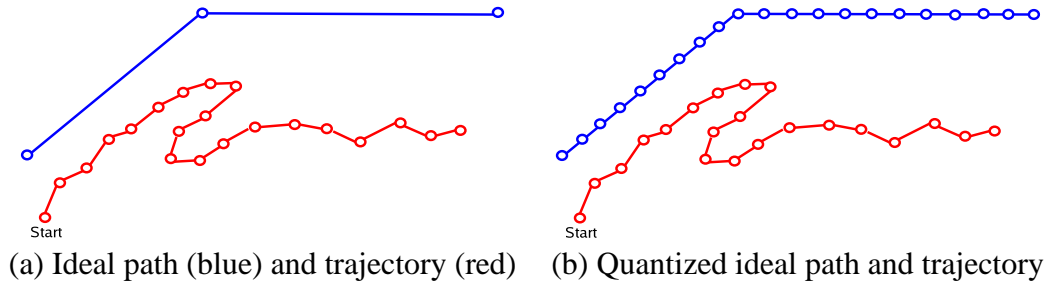 Start
Start
(a) Ideal path (blue) and trajectory (red)
(b) Quantized ideal path and trajectory